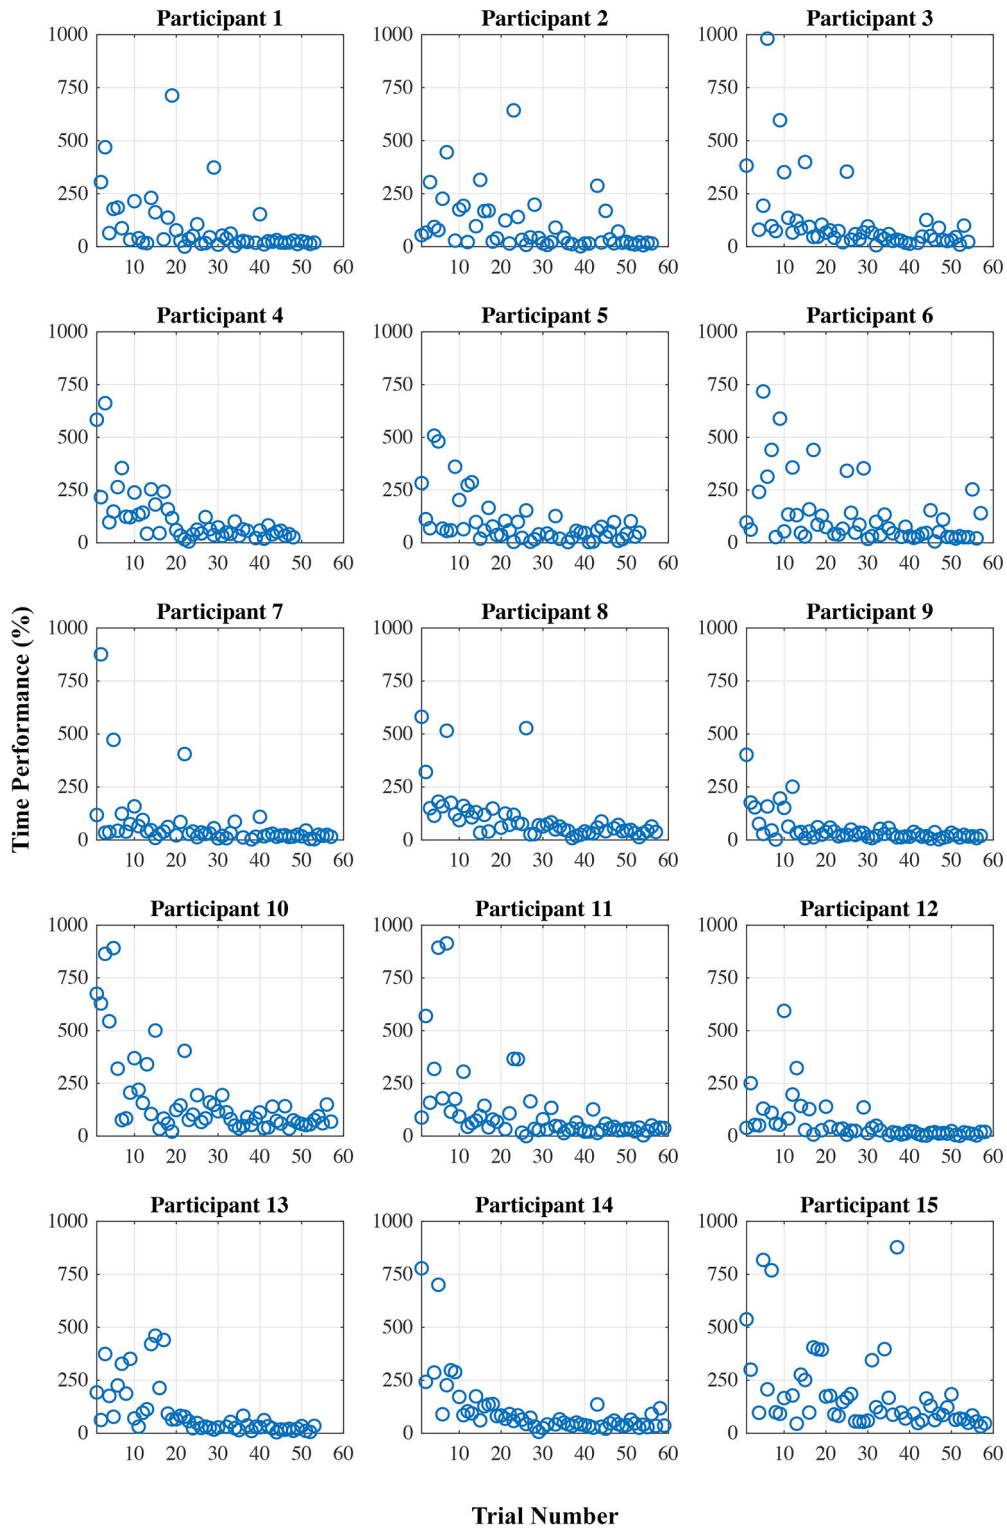 Participant 1
Participant 2
Participant 3
1000
750
500
250
0
10 20 30 40 50 60
1000
750
500
250
0
10 20 30 40 50 60
1000
750
500
250
0
10 20 30 40 50 60
Participant 4
Participant 5
Participant 6
1000
750
500
250
0
10 20 30 40 50 60
1000
750
500
250
0
10 20 30 40 50 60
1000
750
500
250
0
10 20 30 40 50 60
Time Performance (%)
Participant 7
Participant 8
Participant 9
1000
750
500
250
0
10 20 30 40 50 60
1000
750
500
250
0
10 20 30 40 50 60
1000
750
500
250
0
10 20 30 40 50 60
Participant 10
Participant 11
Participant 12
1000
750
500
250
0
10 20 30 40 50 60
1000
750
500
250
0
10 20 30 40 50 60
1000
750
500
250
0
10 20 30 40 50 60
Participant 13
Participant 14
Participant 15
1000
750
500
250
0
10 20 30 40 50 60
1000
750
500
250
0
10 20 30 40 50 60
1000
750
500
250
0
10 20 30 40 50 60
Trial Number